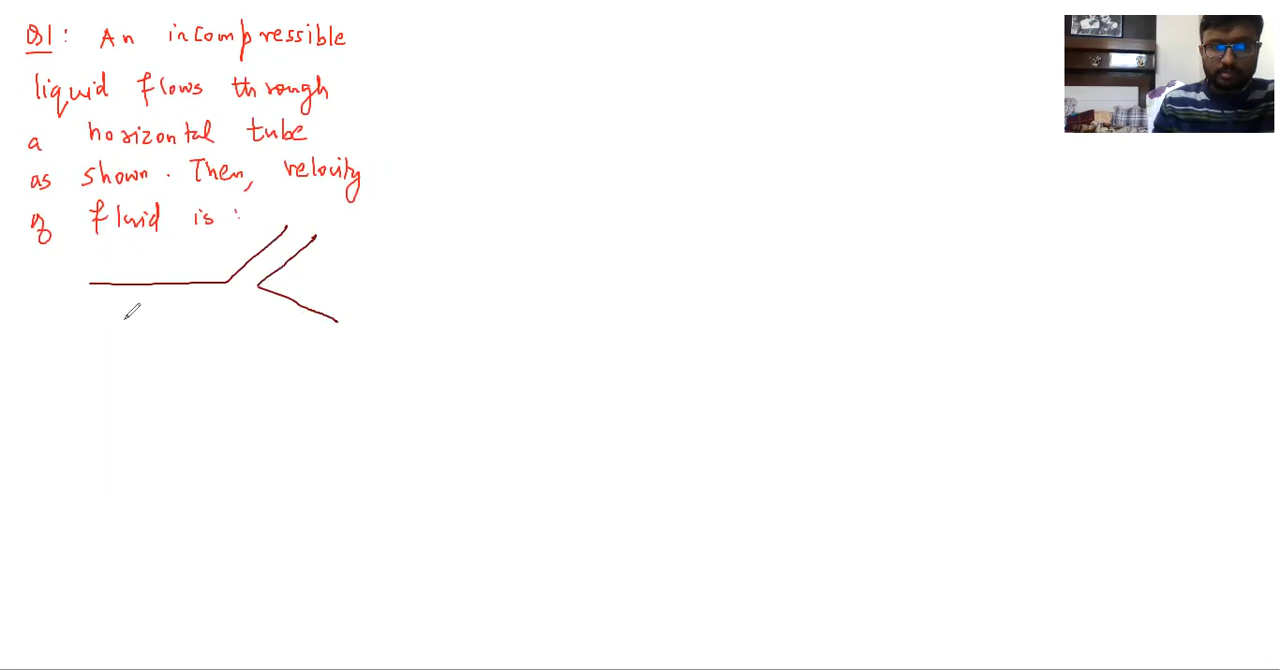 Q1: An incompressible
liquid flows through
a horizontal tube
as shown. Then, velocity
of fluid is :